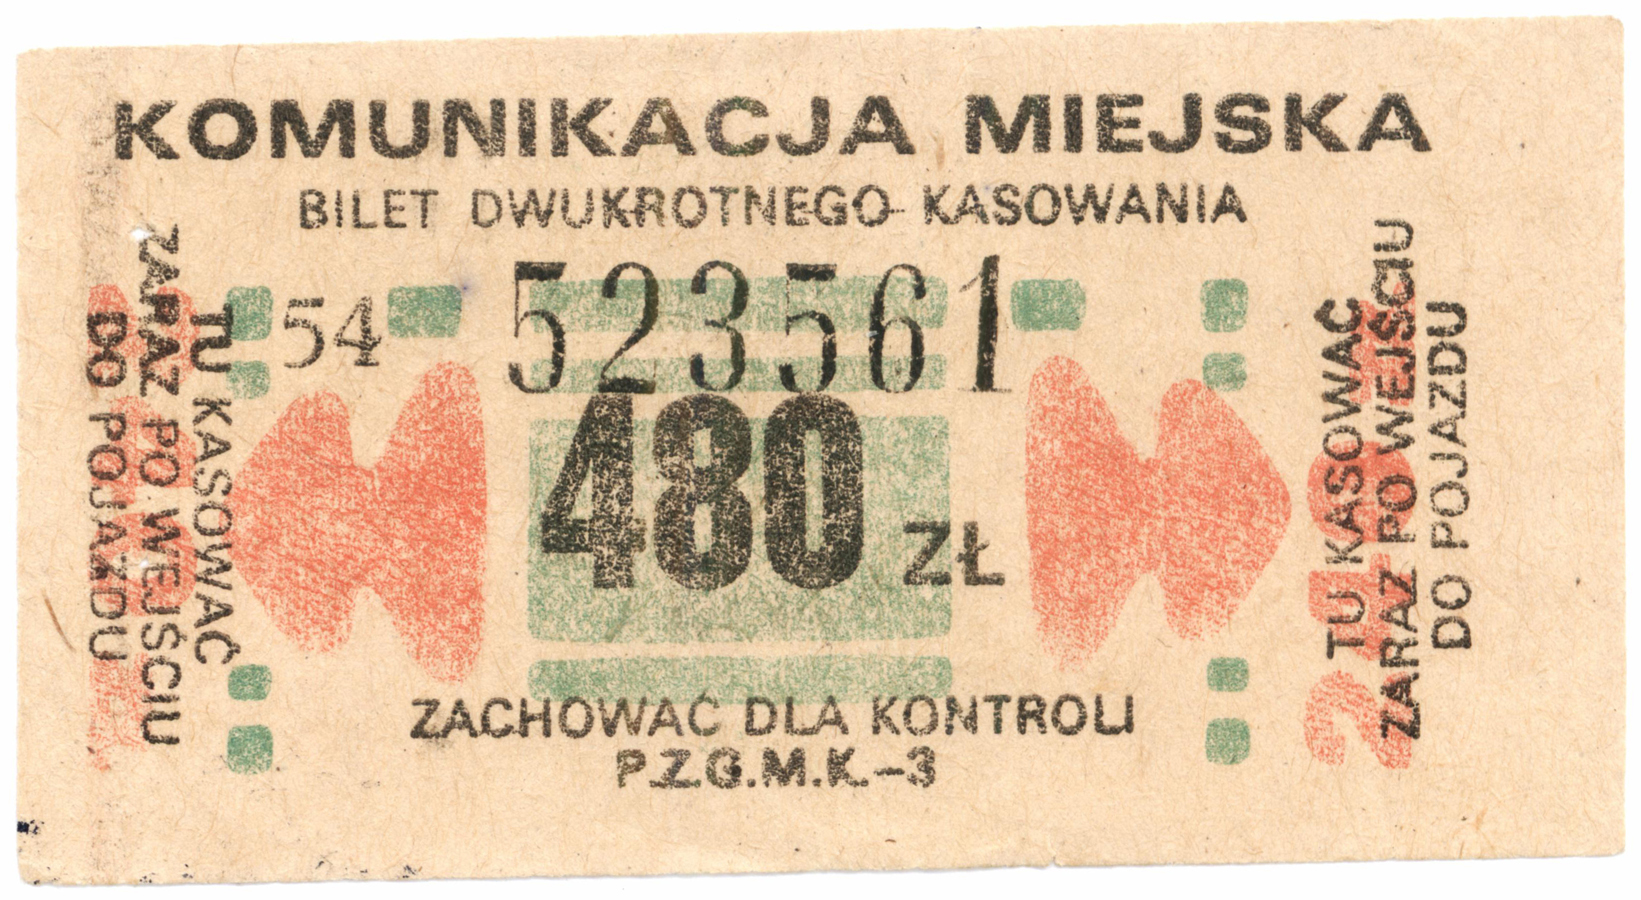 KOMUNIKACJA MIEJSKA
BILET DWUKROTNEGO KASOWANIA
54 523561
480 ZŁ
ZACHOWAĆ DLA KONTROLI
P.Z.G.M.K.-3
TU KASOWAĆ
ZARAZ PO WEJŚCIU
DO POJAZDU
TU KASOWAĆ
ZARAZ PO WEJŚCIU
DO POJAZDU